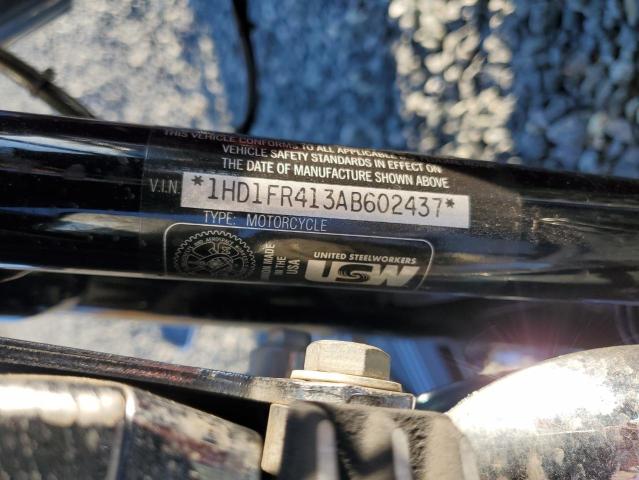 THIS VEHICLE CONFORMS TO ALL APPLICABLE
VEHICLE SAFETY STANDARDS IN EFFECT ON
THE DATE OF MANUFACTURE SHOWN ABOVE
V.I.N. *1HD1FR413AB602437*
TYPE: MOTORCYCLE
UNION MADE
IN THE
USA
UNITED STEELWORKERS
USW